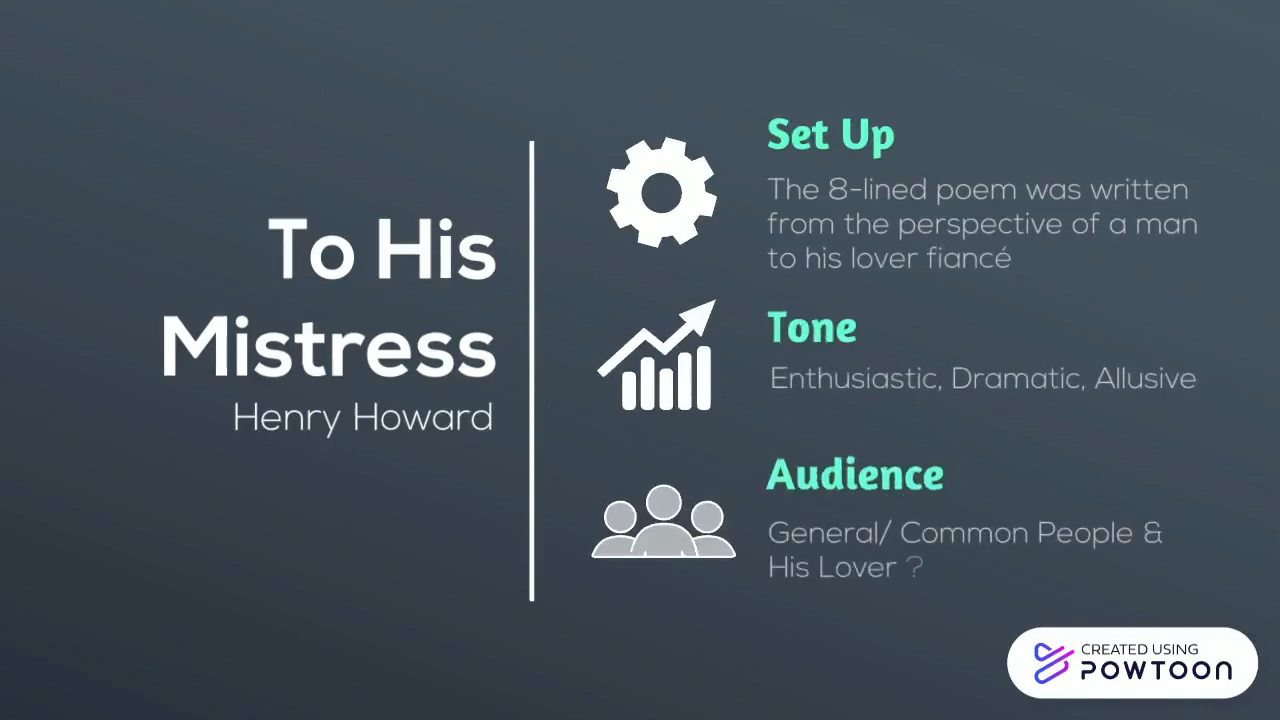 To His
Mistress
Henry Howard
Set Up
The 8-lined poem was written
from the perspective of a man
to his lover fiancé
Tone
Enthusiastic, Dramatic, Allusive
Audience
General/ Common People &
His Lover ?
CREATED USING
POWTOON